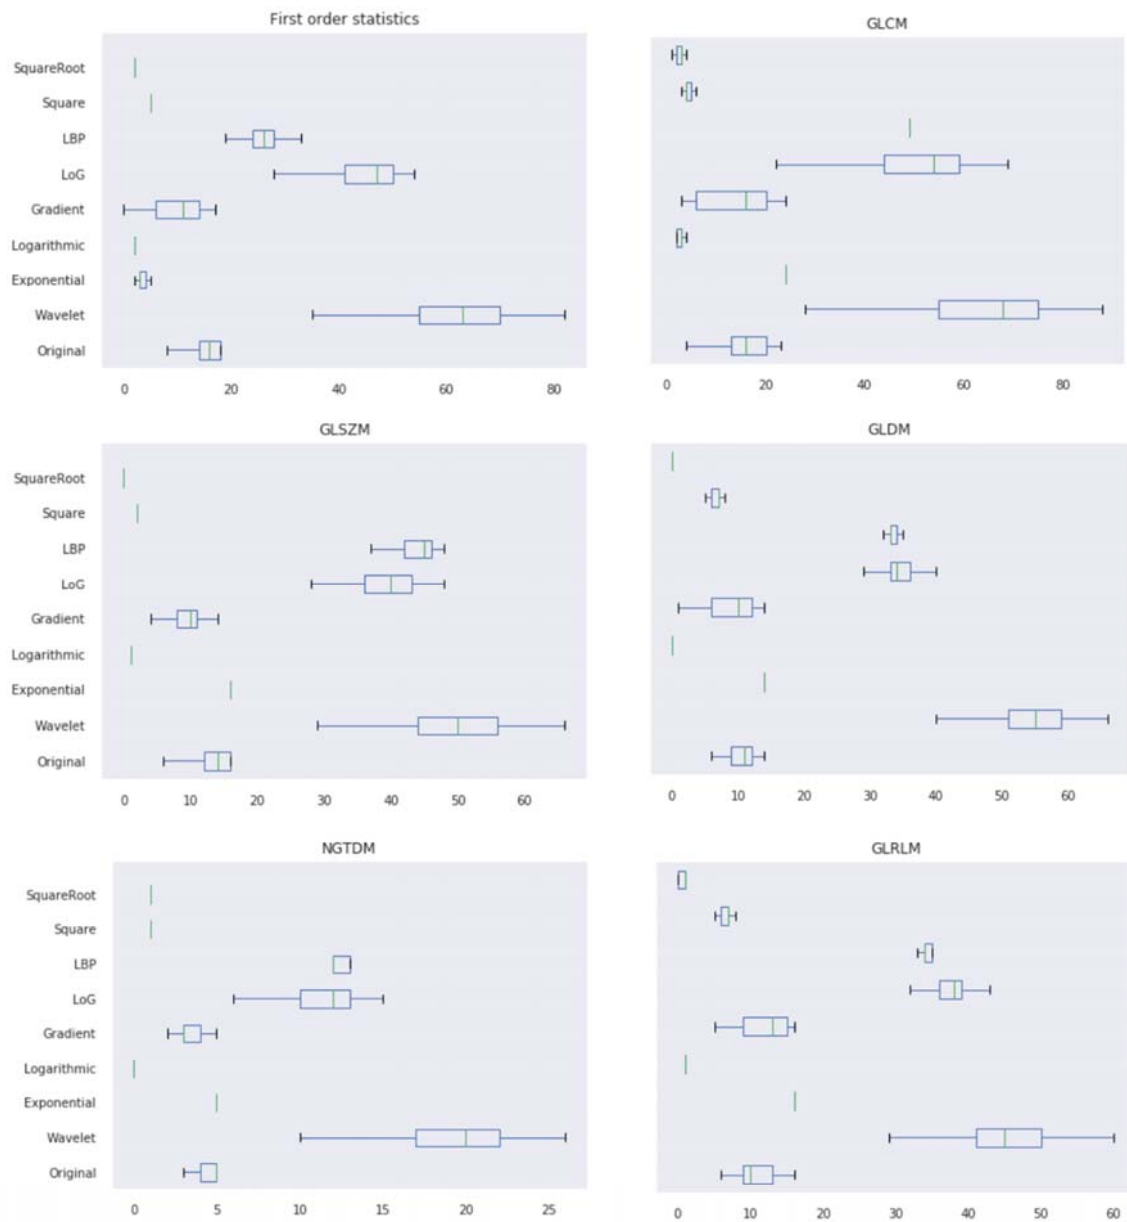 First order statistics
SquareRoot
Square
LBP
LoG
Gradient
Logarithmic
Exponential
Wavelet
Original
0 20 40 60 80
GLCM
0 20 40 60 80
GLSZM
SquareRoot
Square
LBP
LoG
Gradient
Logarithmic
Exponential
Wavelet
Original
0 10 20 30 40 50 60
GLDM
0 10 20 30 40 50 60
NGTDM
SquareRoot
Square
LBP
LoG
Gradient
Logarithmic
Exponential
Wavelet
Original
0 5 10 15 20 25
GLRLM
0 10 20 30 40 50 60